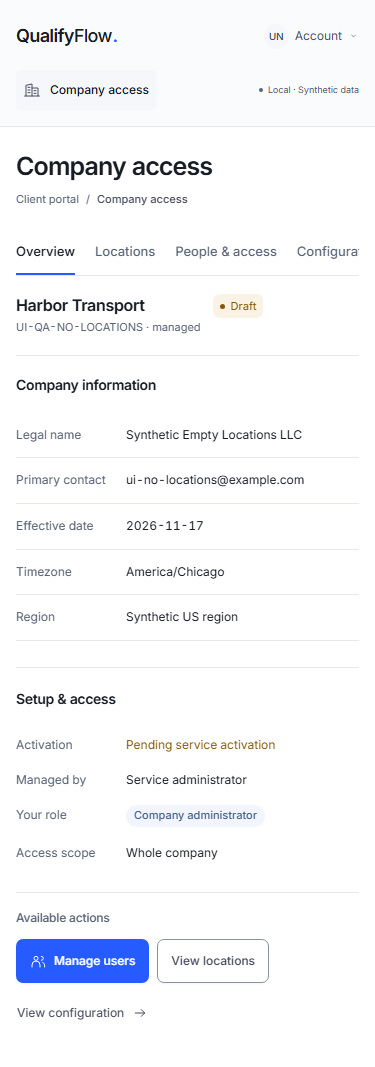 QualifyFlow.
UN Account
Company access
Local · Synthetic data
Company access
Client portal / Company access
Overview Locations People & access Configurat
Harbor Transport Draft
UI-QA-NO-LOCATIONS · managed
Company information
Legal name Synthetic Empty Locations LLC
Primary contact ui-no-locations@example.com
Effective date 2026-11-17
Timezone America/Chicago
Region Synthetic US region
Setup & access
Activation Pending service activation
Managed by Service administrator
Your role Company administrator
Access scope Whole company
Available actions
Manage users View locations
View configuration →